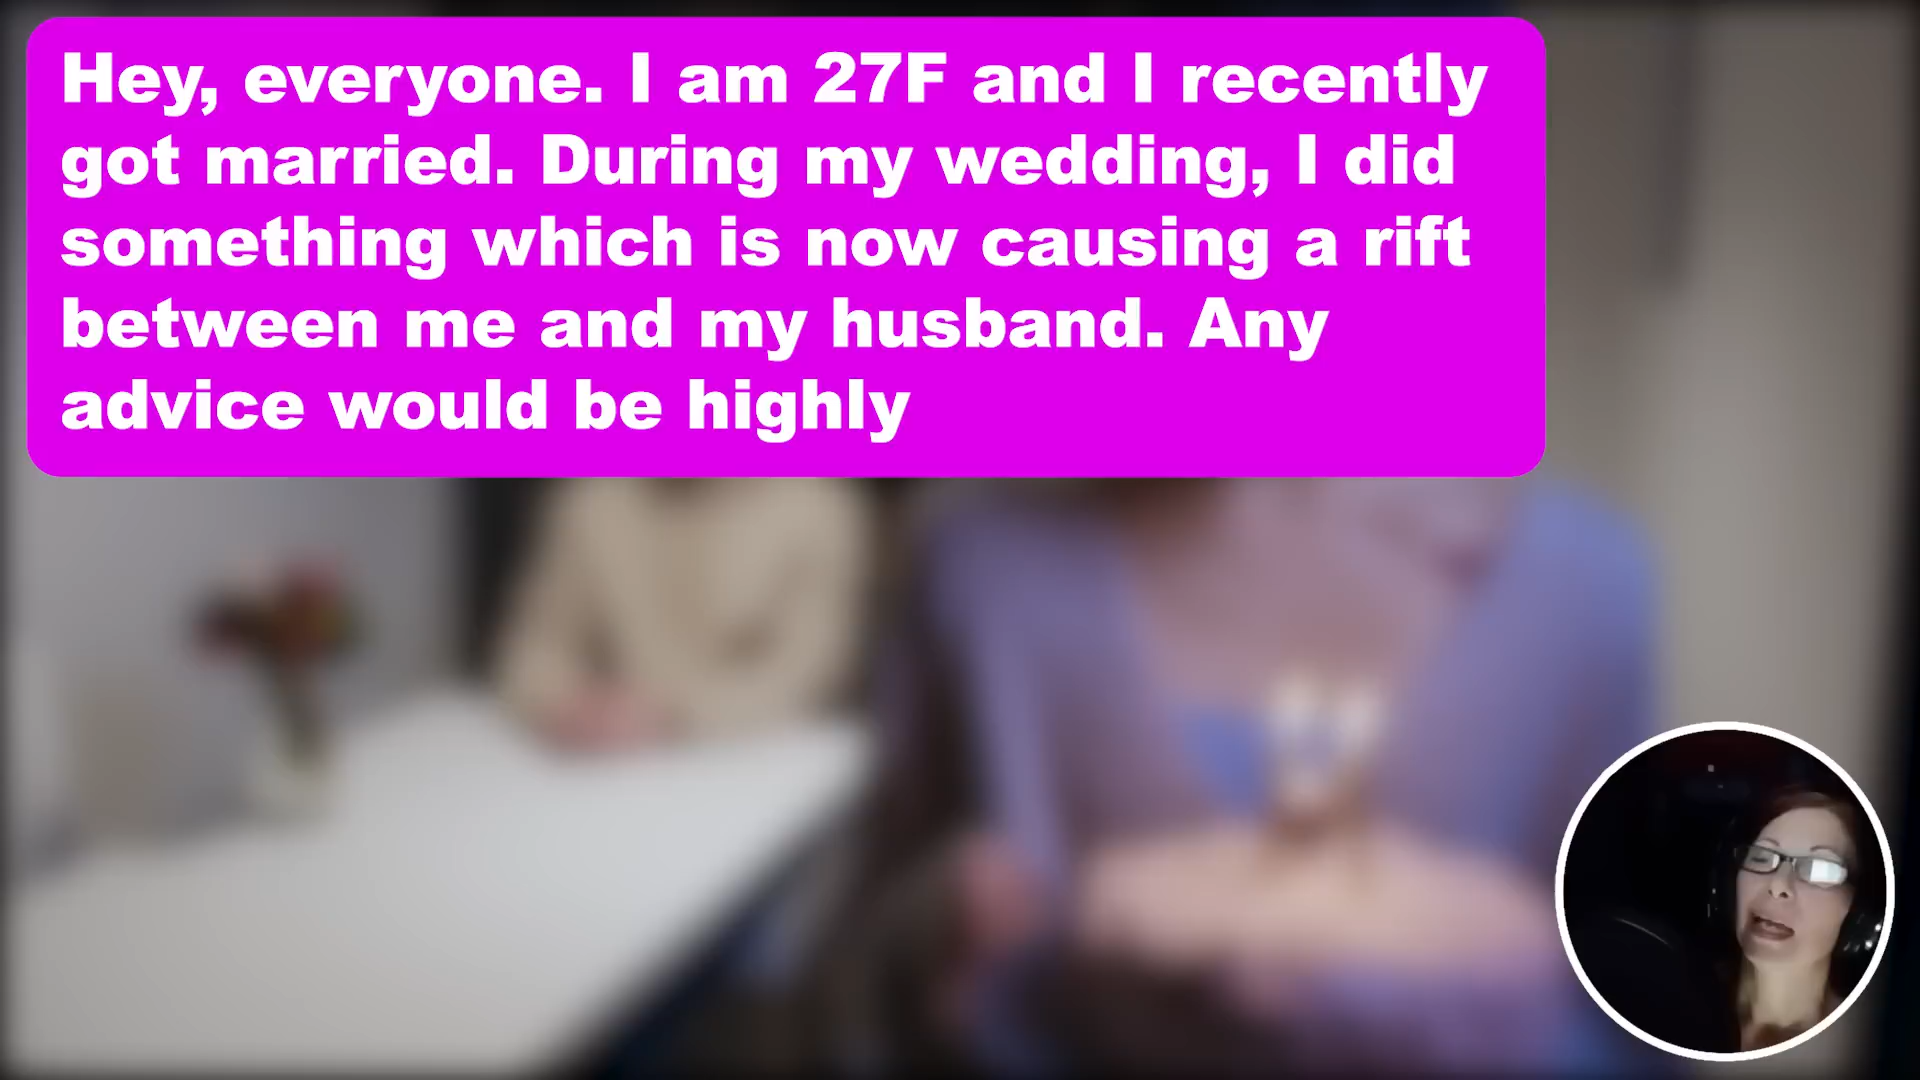 Hey, everyone. I am 27F and I recently
got married. During my wedding, I did
something which is now causing a rift
between me and my husband. Any
advice would be highly